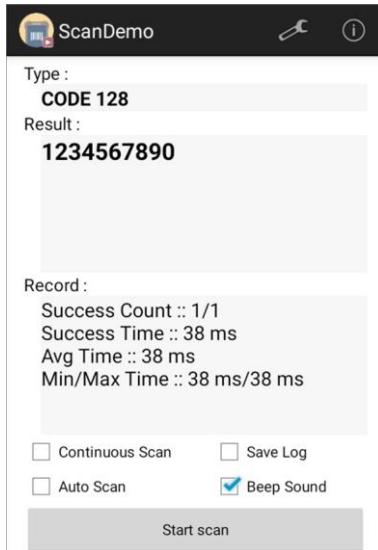 ScanDemo
Type :
CODE 128
Result :
1234567890
Record :
Success Count :: 1/1
Success Time :: 38 ms
Avg Time :: 38 ms
Min/Max Time :: 38 ms/38 ms
Continuous Scan
Save Log
Auto Scan
Beep Sound
Start scan